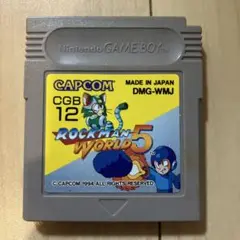 Nintendo GAME BOY
CAPCOM
MADE IN JAPAN
DMG-WMJ
CGB
12
ROCKMAN
WORLD 5
© CAPCOM 1994 ALL RIGHTS RESERVED